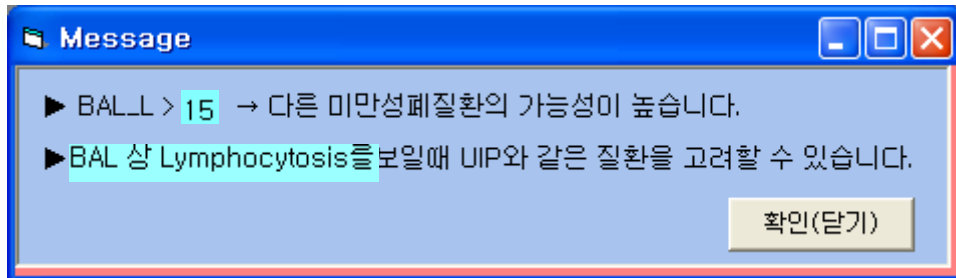 Message
▶ BAL_L > 15 → 다른 미만성폐질환의 가능성이 높습니다.
▶BAL 상 Lymphocytosis를보일때 UIP와 같은 질환을 고려할 수 있습니다.
확인(닫기)